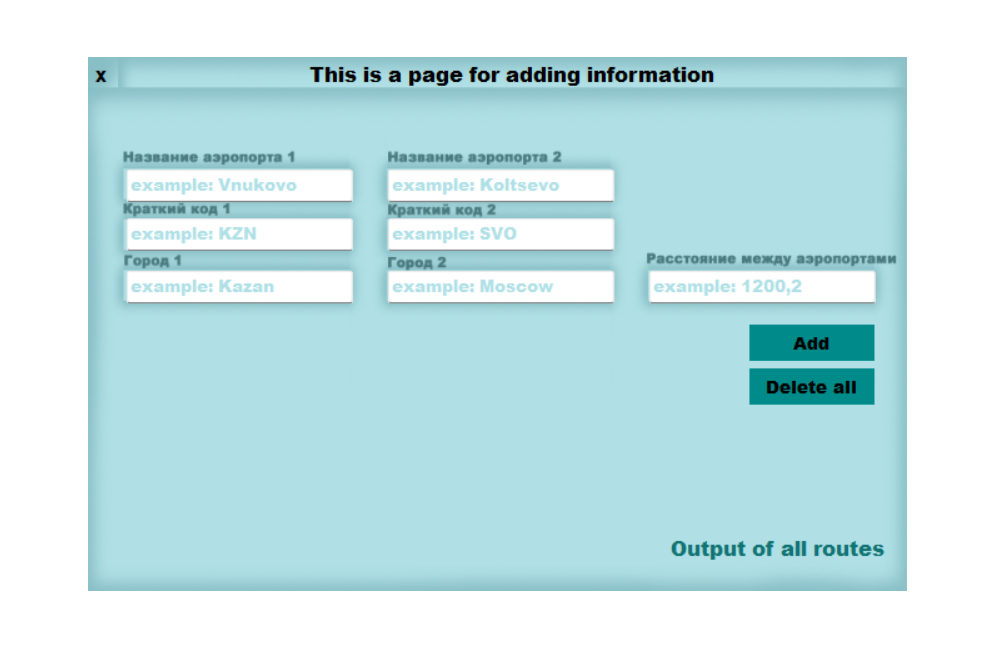 x
This is a page for adding information
Название аэропорта 1
Название аэропорта 2
example: Vnukovo
example: Koltsevo
Краткий код 1
Краткий код 2
example: KZN
example: SVO
Город 1
Город 2
Расстояние между аэропортами
example: Kazan
example: Moscow
example: 1200,2
Add
Delete all
Output of all routes